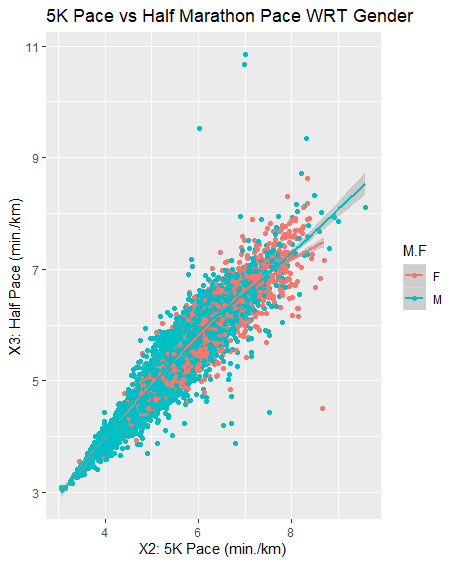 5K Pace vs Half Marathon Pace WRT Gender
11
9
7
5
3
X3: Half Pace (min./km)
4
6
8
X2: 5K Pace (min./km)
M.F
F
M